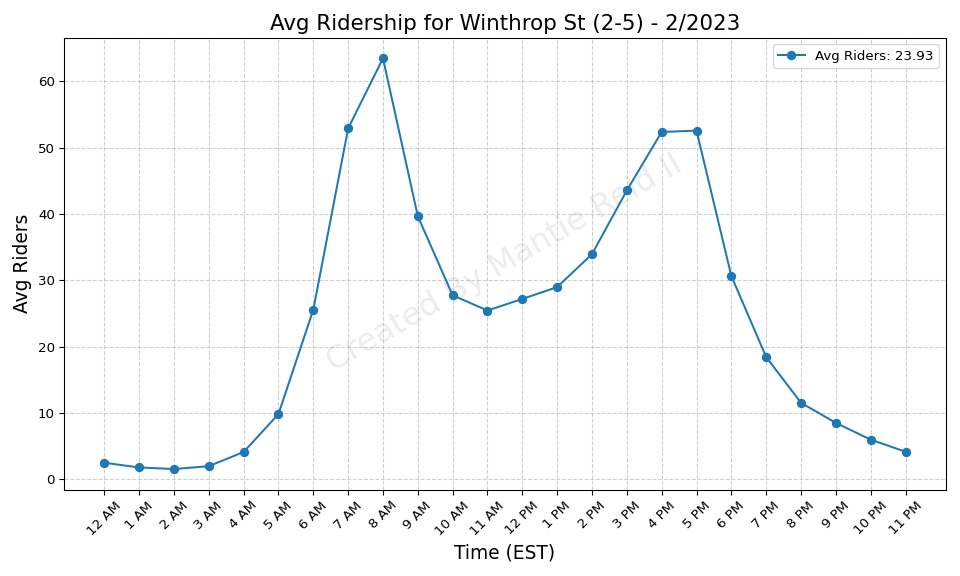 Avg Ridership for Winthrop St (2-5) - 2/2023
Avg Riders: 23.93
Avg Riders
60
50
40
30
20
10
0
Created By Mantie Reid II
12 AM
1 AM
2 AM
3 AM
4 AM
5 AM
6 AM
7 AM
8 AM
9 AM
10 AM
11 AM
12 PM
1 PM
2 PM
3 PM
4 PM
5 PM
6 PM
7 PM
8 PM
9 PM
10 PM
11 PM
Time (EST)